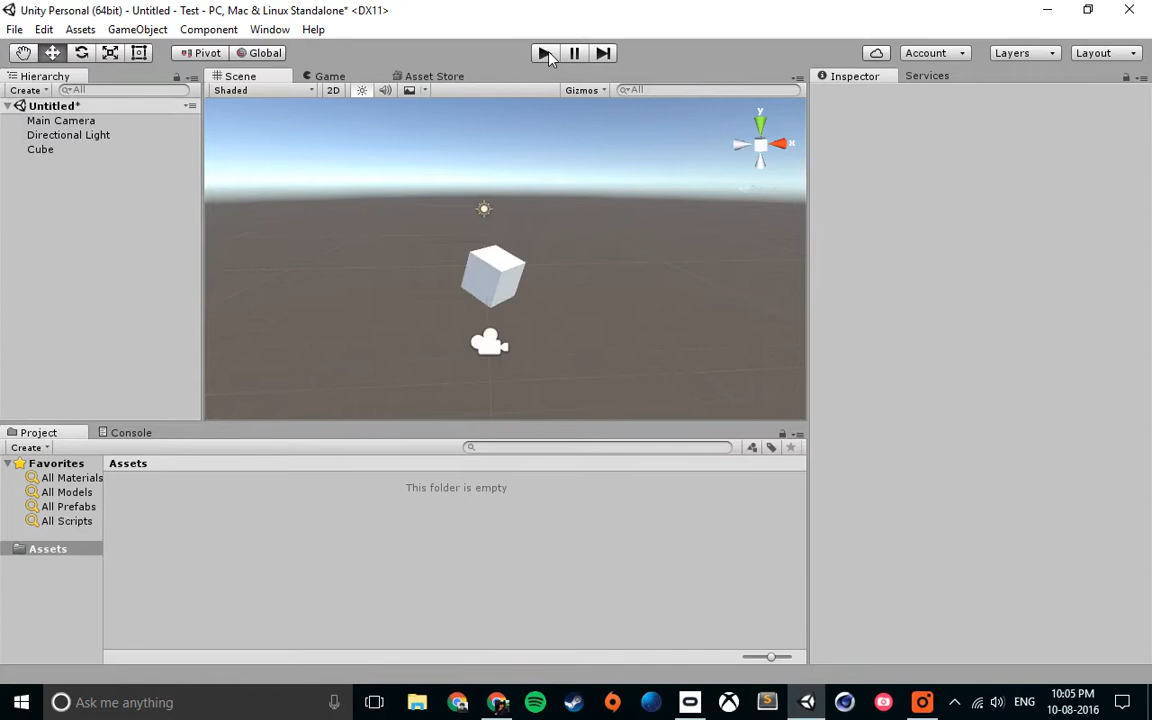 Unity Personal (64bit) - Untitled - Test - PC, Mac & Linux Standalone* <DX11>
File Edit Assets GameObject Component Window Help
Pivot Global Account Layers Layout
Hierarchy Scene Game Asset Store Inspector Services
Create All Shaded 2D Gizmos All
Untitled*
Main Camera
Directional Light
Cube
y
x
Project Console
Create
Favorites Assets
All Materials
All Models
All Prefabs
All Scripts
Assets
This folder is empty
Ask me anything ENG 10:05 PM
10-08-2016